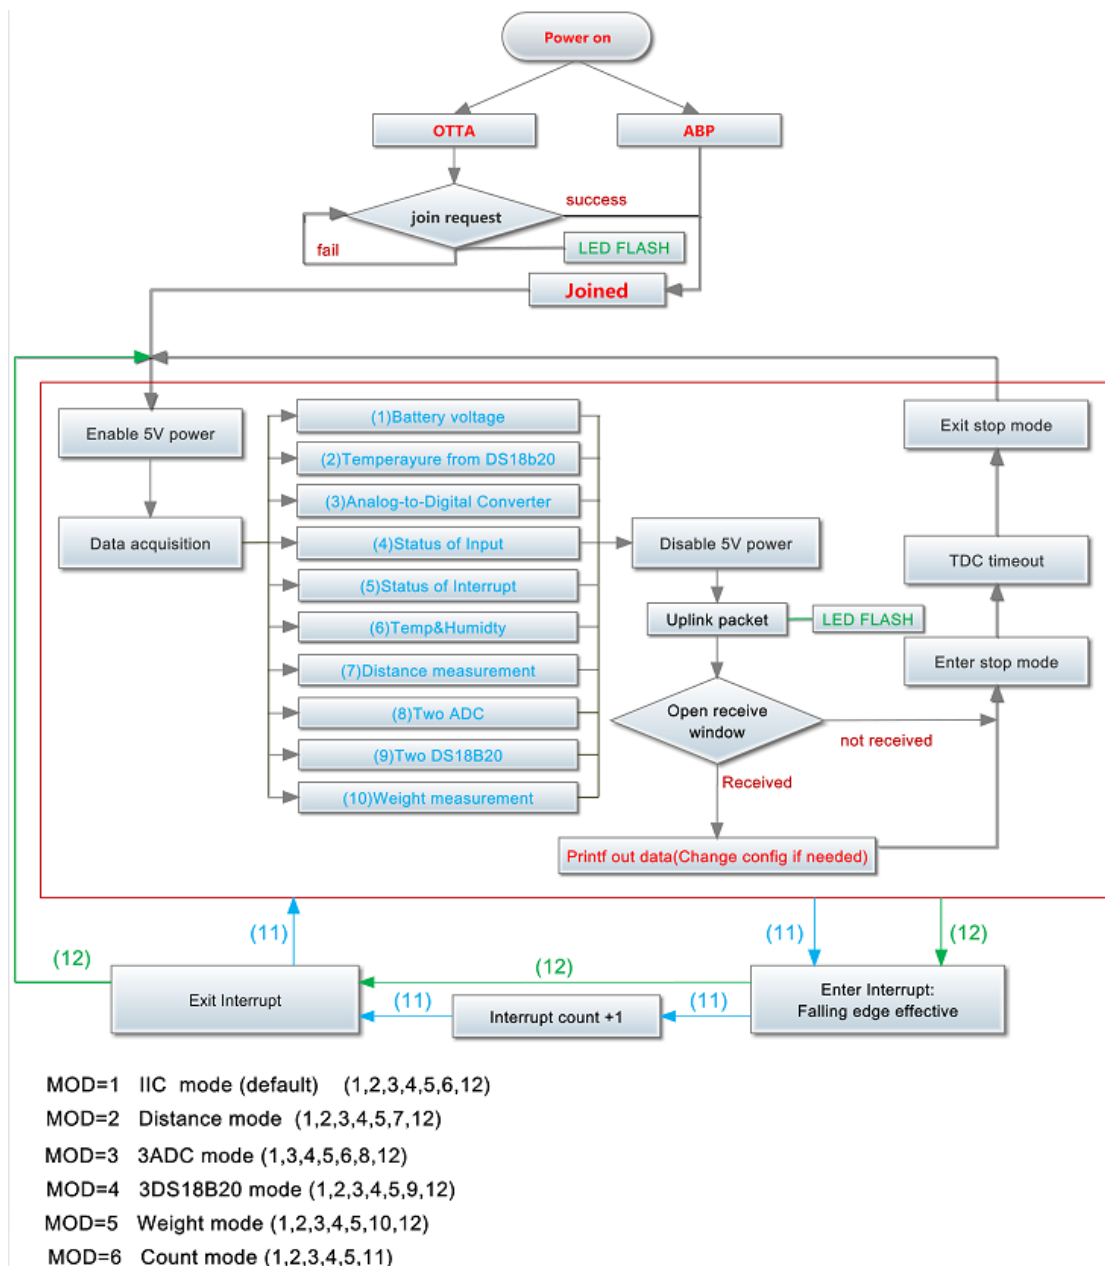 Power on
OTTA
ABP
join request
success
fail
LED FLASH
Joined
Enable 5V power
Data acquisition
(1)Battery voltage
(2)Temperayure from DS18b20
(3)Analog-to-Digital Converter
(4)Status of Input
(5)Status of Interrupt
(6)Temp&Humidty
(7)Distance measurement
(8)Two ADC
(9)Two DS18B20
(10)Weight measurement
Disable 5V power
Uplink packet
LED FLASH
Open receive
window
not received
Received
Printf out data(Change config if needed)
Exit stop mode
TDC timeout
Enter stop mode
(11)
(11)
(12)
(12)
(12)
(11)
(11)
Exit Interrupt
Interrupt count +1
Enter Interrupt:
Falling edge effective
MOD=1 IIC mode (default) (1,2,3,4,5,6,12)
MOD=2 Distance mode (1,2,3,4,5,7,12)
MOD=3 3ADC mode (1,3,4,5,6,8,12)
MOD=4 3DS18B20 mode (1,2,3,4,5,9,12)
MOD=5 Weight mode (1,2,3,4,5,10,12)
MOD=6 Count mode (1,2,3,4,5,11)